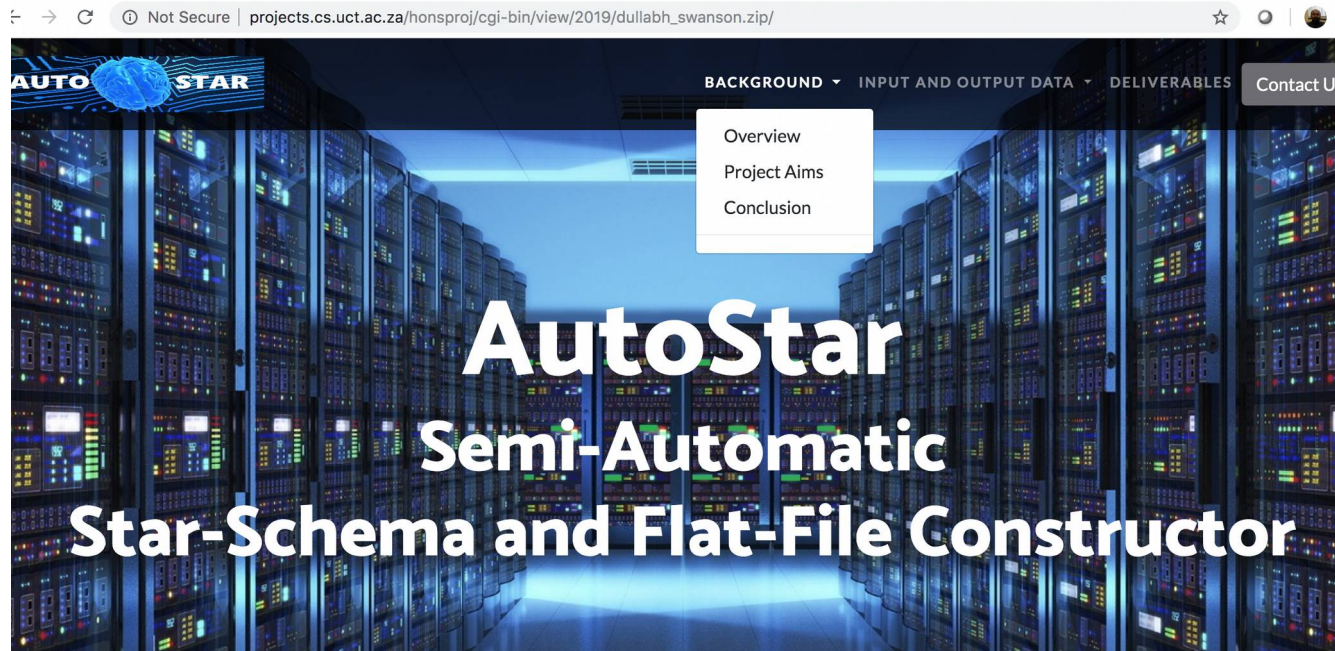 Not Secure | projects.cs.uct.ac.za/honsproj/cgi-bin/view/2019/dullabh_swanson.zip/
AUTO STAR
BACKGROUND INPUT AND OUTPUT DATA DELIVERABLES Contact U
Overview
Project Aims
Conclusion
AutoStar
Semi-Automatic
Star-Schema and Flat-File Constructor